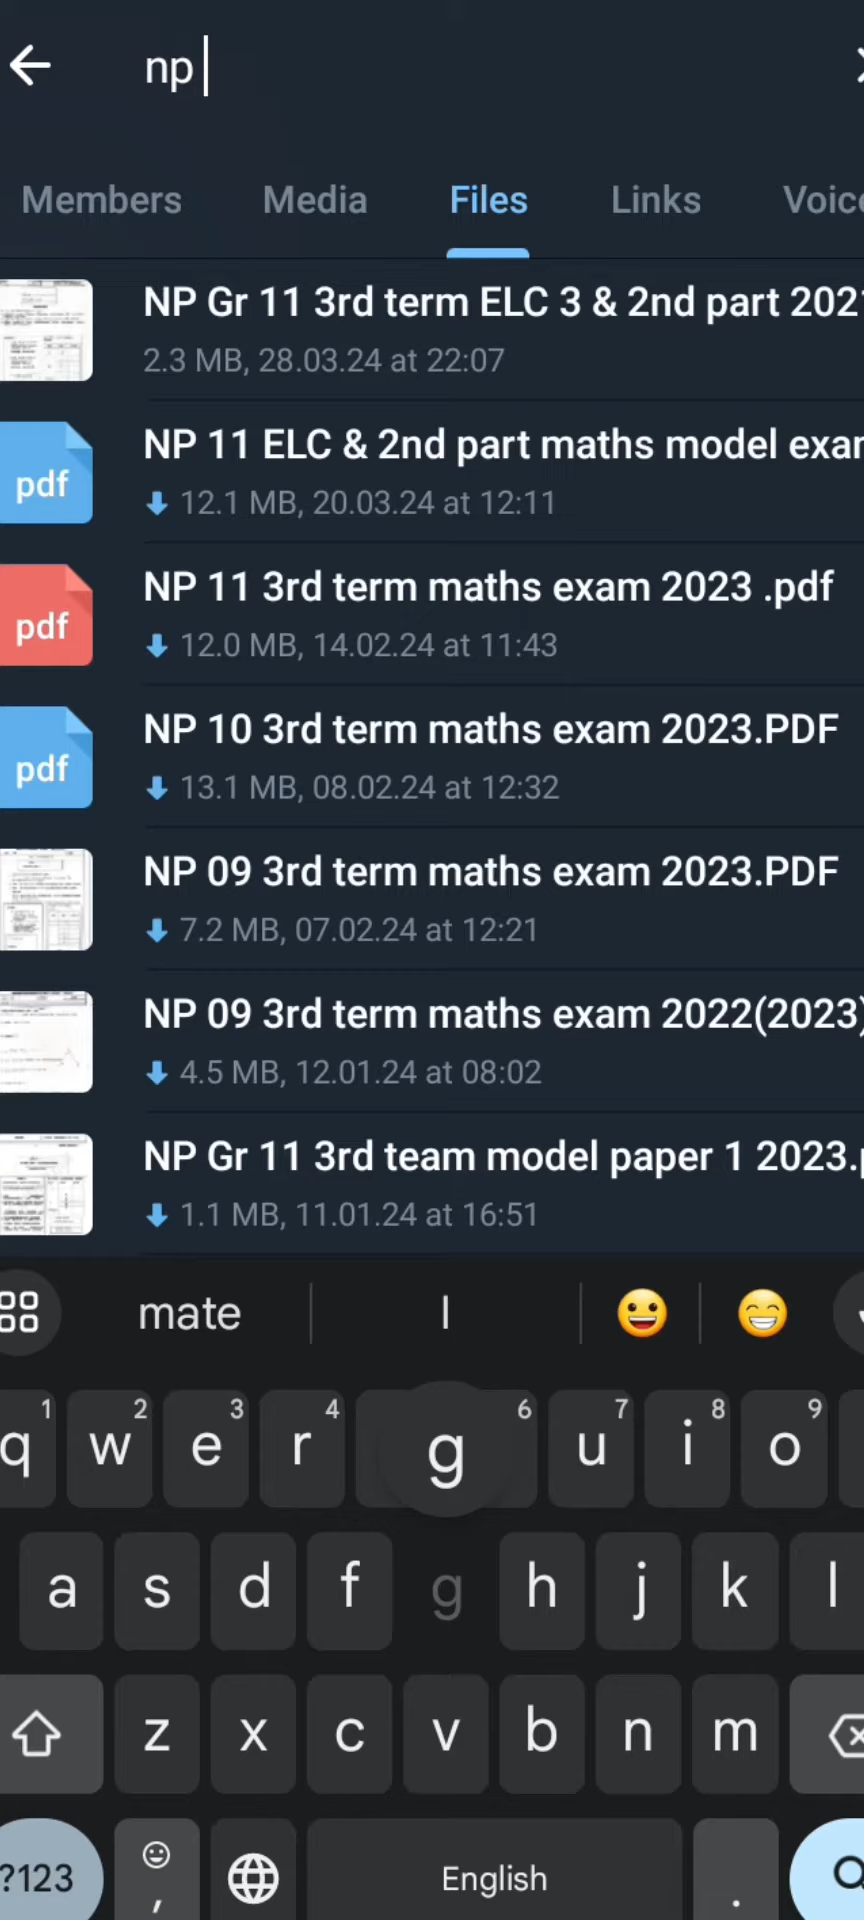 np
Members Media Files Links Voice
NP Gr 11 3rd term ELC 3 & 2nd part 202
2.3 MB, 28.03.24 at 22:07
pdf
NP 11 ELC & 2nd part maths model exam
12.1 MB, 20.03.24 at 12:11
pdf
NP 11 3rd term maths exam 2023 .pdf
12.0 MB, 14.02.24 at 11:43
pdf
NP 10 3rd term maths exam 2023.PDF
13.1 MB, 08.02.24 at 12:32
NP 09 3rd term maths exam 2023.PDF
7.2 MB, 07.02.24 at 12:21
NP 09 3rd term maths exam 2022(2023)
4.5 MB, 12.01.24 at 08:02
NP Gr 11 3rd team model paper 1 2023.p
1.1 MB, 11.01.24 at 16:51
mate I 😀 😁
1 2 3 4 6 7 8 9
q w e r g u i o
a s d f g h j k l
z x c v b n m
?123 , English .